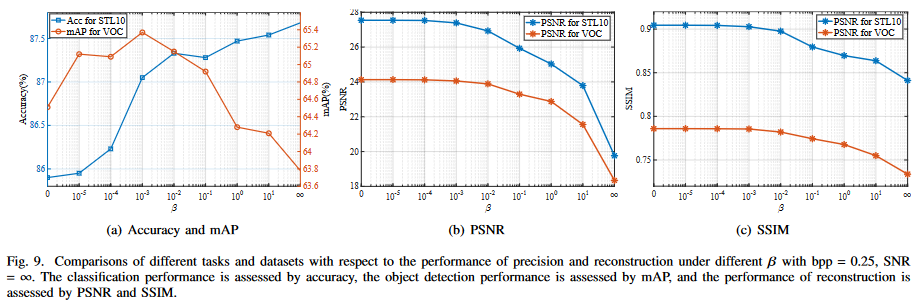 Acc for STL10
mAP for VOC
Accuracy(%)
87.5
87
86.5
86
65.4
65.2
65
64.8
64.6
64.4
64.2
64
63.8
63.6
mAP(%)
0 10⁻⁵ 10⁻⁴ 10⁻³ 10⁻² 10⁻¹ 10⁰ 10¹ ∞
β
(a) Accuracy and mAP
PSNR for STL10
PSNR for VOC
PSNR
28
26
24
22
20
18
0 10⁻⁵ 10⁻⁴ 10⁻³ 10⁻² 10⁻¹ 10⁰ 10¹ ∞
β
(b) PSNR
PSNR for STL10
PSNR for VOC
SSIM
0.9
0.85
0.8
0.75
0 10⁻⁵ 10⁻⁴ 10⁻³ 10⁻² 10⁻¹ 10⁰ 10¹ ∞
β
(c) SSIM
Fig. 9. Comparisons of different tasks and datasets with respect to the performance of precision and reconstruction under different β with bpp = 0.25, SNR
= ∞. The classification performance is assessed by accuracy, the object detection performance is assessed by mAP, and the performance of reconstruction is
assessed by PSNR and SSIM.